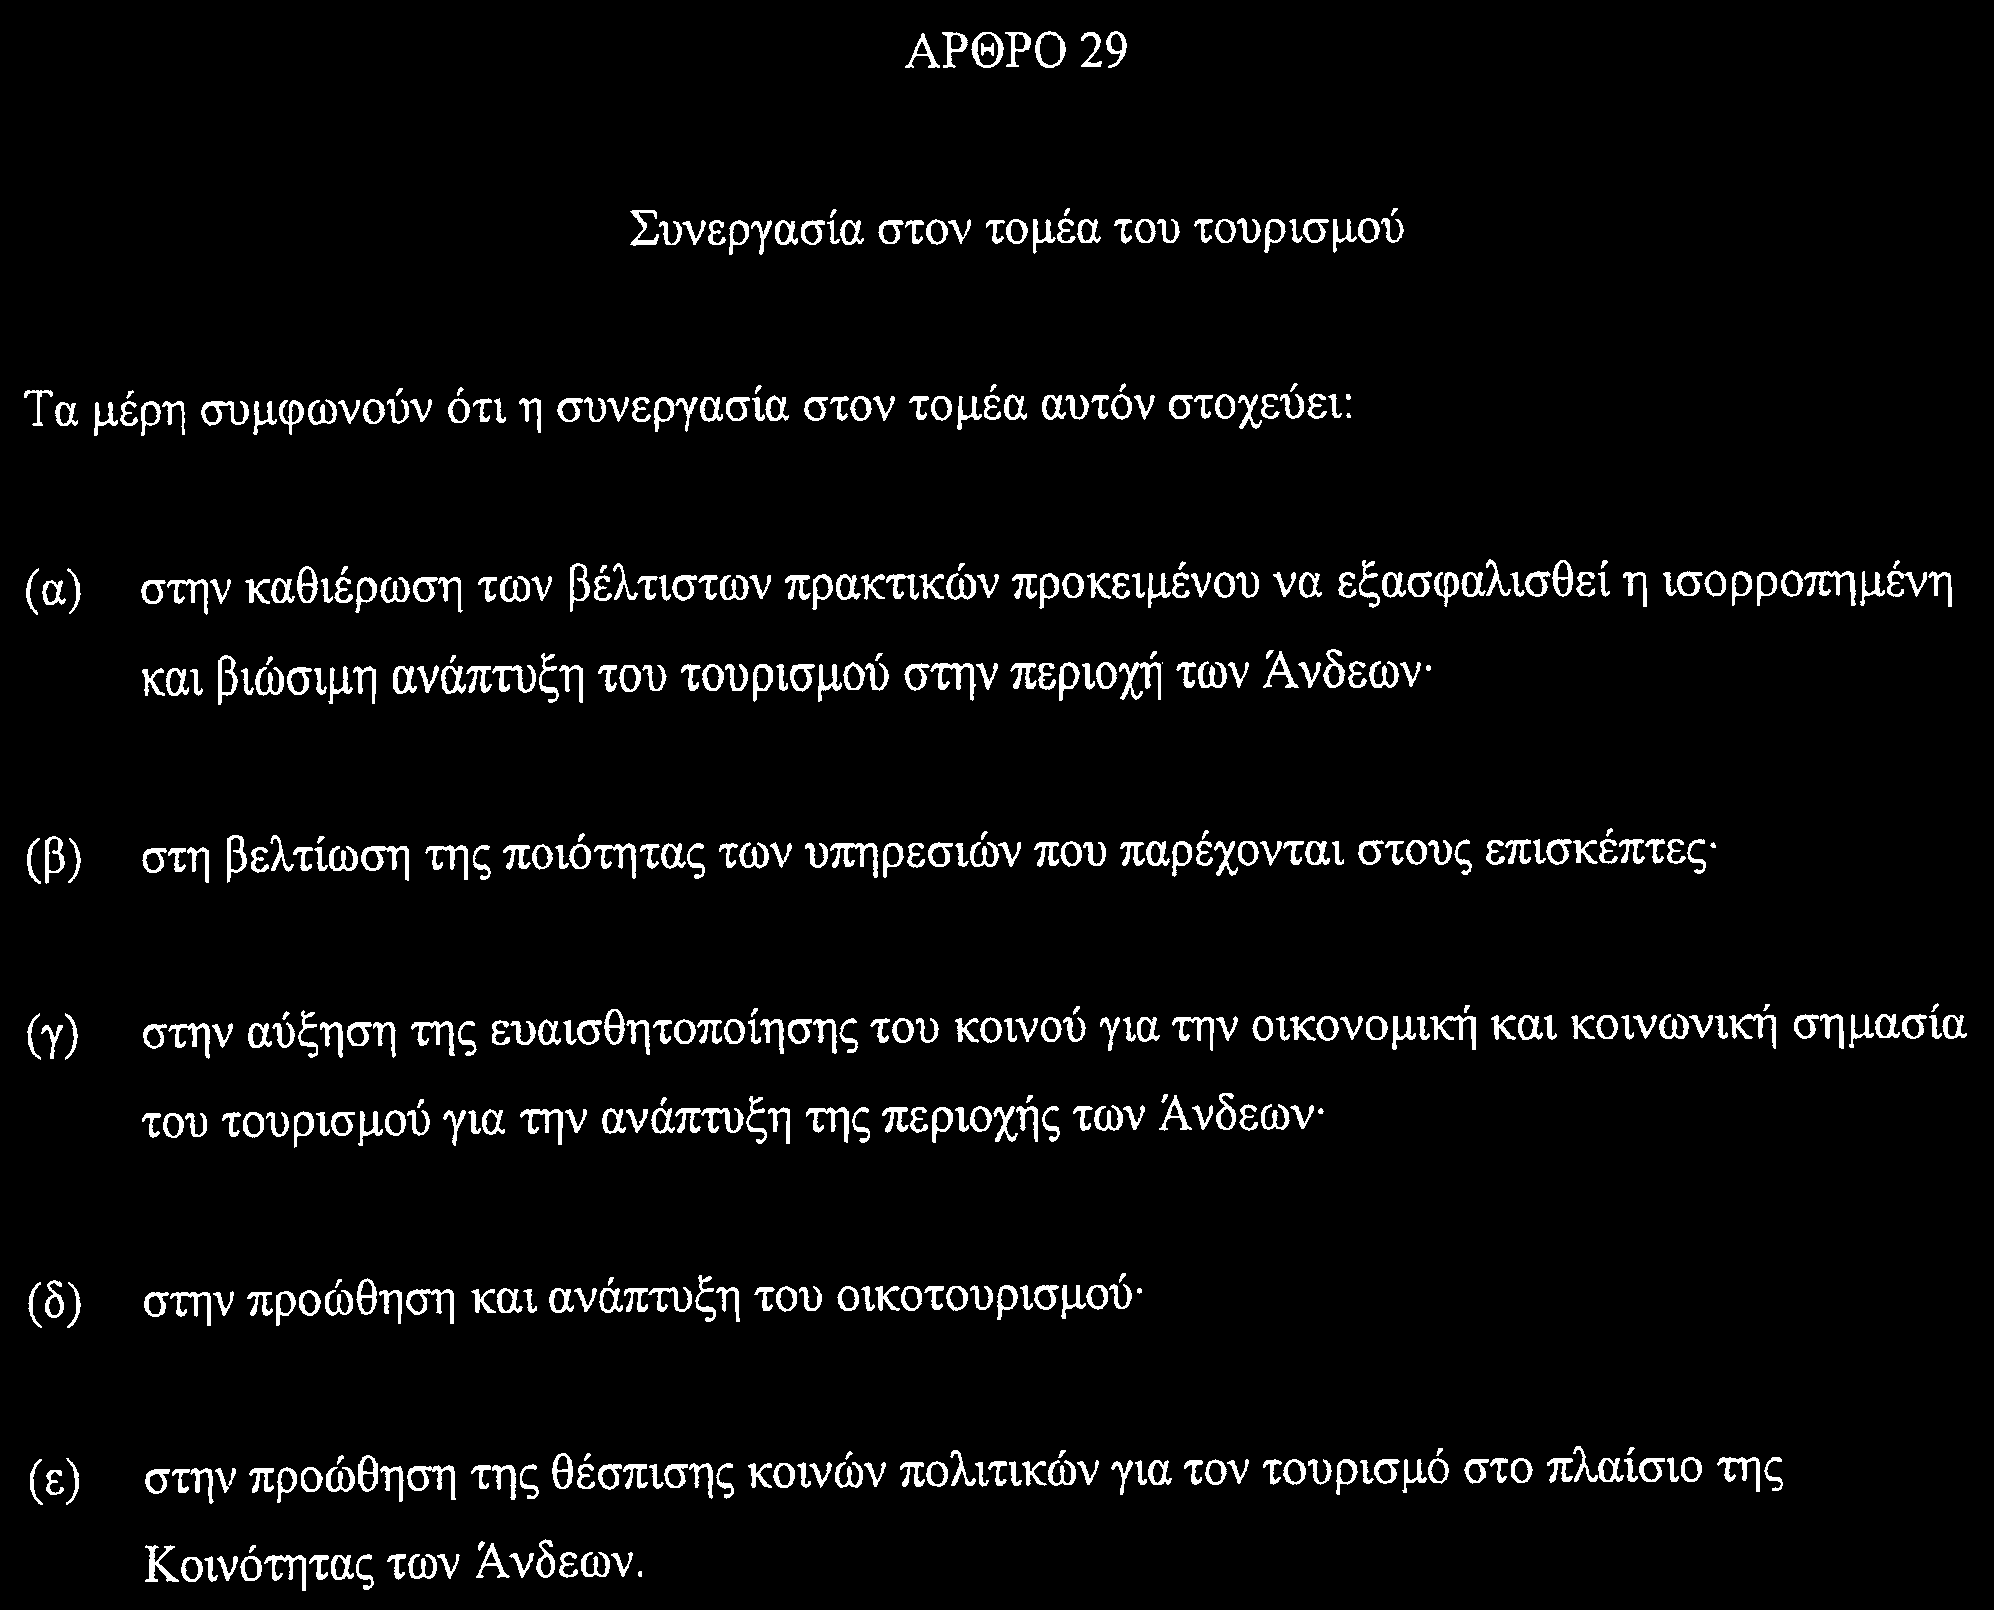 ΑΡΘΡΟ 29
Συνεργασία στον τομέα του τουρισμού
Τα μέρη συμφωνούν ότι η συνεργασία στον τομέα αυτόν στοχεύει:
(α) στην καθιέρωση των βέλτιστων πρακτικών προκειμένου να εξασφαλισθεί η ισορροπημένη
και βιώσιμη ανάπτυξη του τουρισμού στην περιοχή των Άνδεων·
(β) στη βελτίωση της ποιότητας των υπηρεσιών που παρέχονται στους επισκέπτες·
(γ) στην αύξηση της ευαισθητοποίησης του κοινού για την οικονομική και κοινωνική σημασία
του τουρισμού για την ανάπτυξη της περιοχής των Άνδεων·
(δ) στην προώθηση και ανάπτυξη του οικοτουρισμού·
(ε) στην προώθηση της θέσπισης κοινών πολιτικών για τον τουρισμό στο πλαίσιο της
Κοινότητας των Άνδεων.